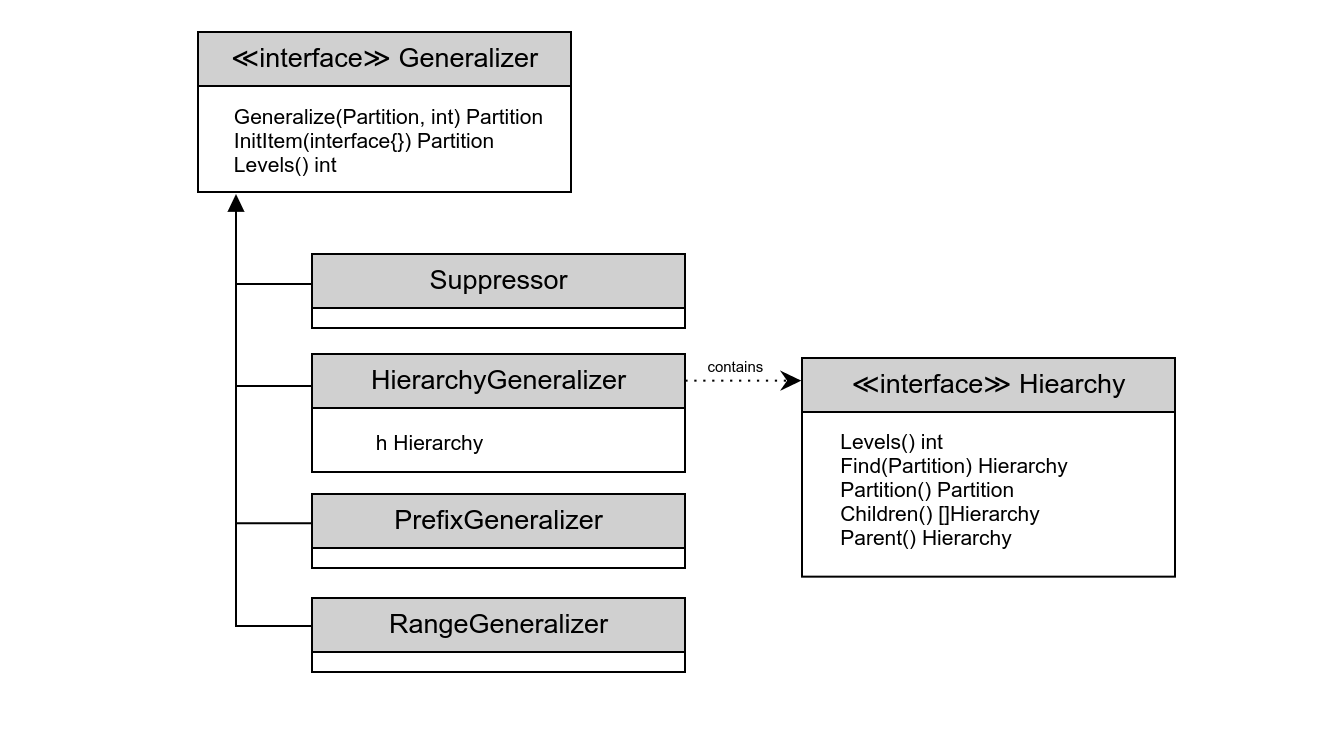 ≪interface≫ Generalizer
Generalize(Partition, int) Partition
InitItem(interface{}) Partition
Levels() int
Suppressor
HierarchyGeneralizer
h Hierarchy
contains
≪interface≫ Hiearchy
Levels() int
Find(Partition) Hierarchy
Partition() Partition
Children() []Hierarchy
Parent() Hierarchy
PrefixGeneralizer
RangeGeneralizer